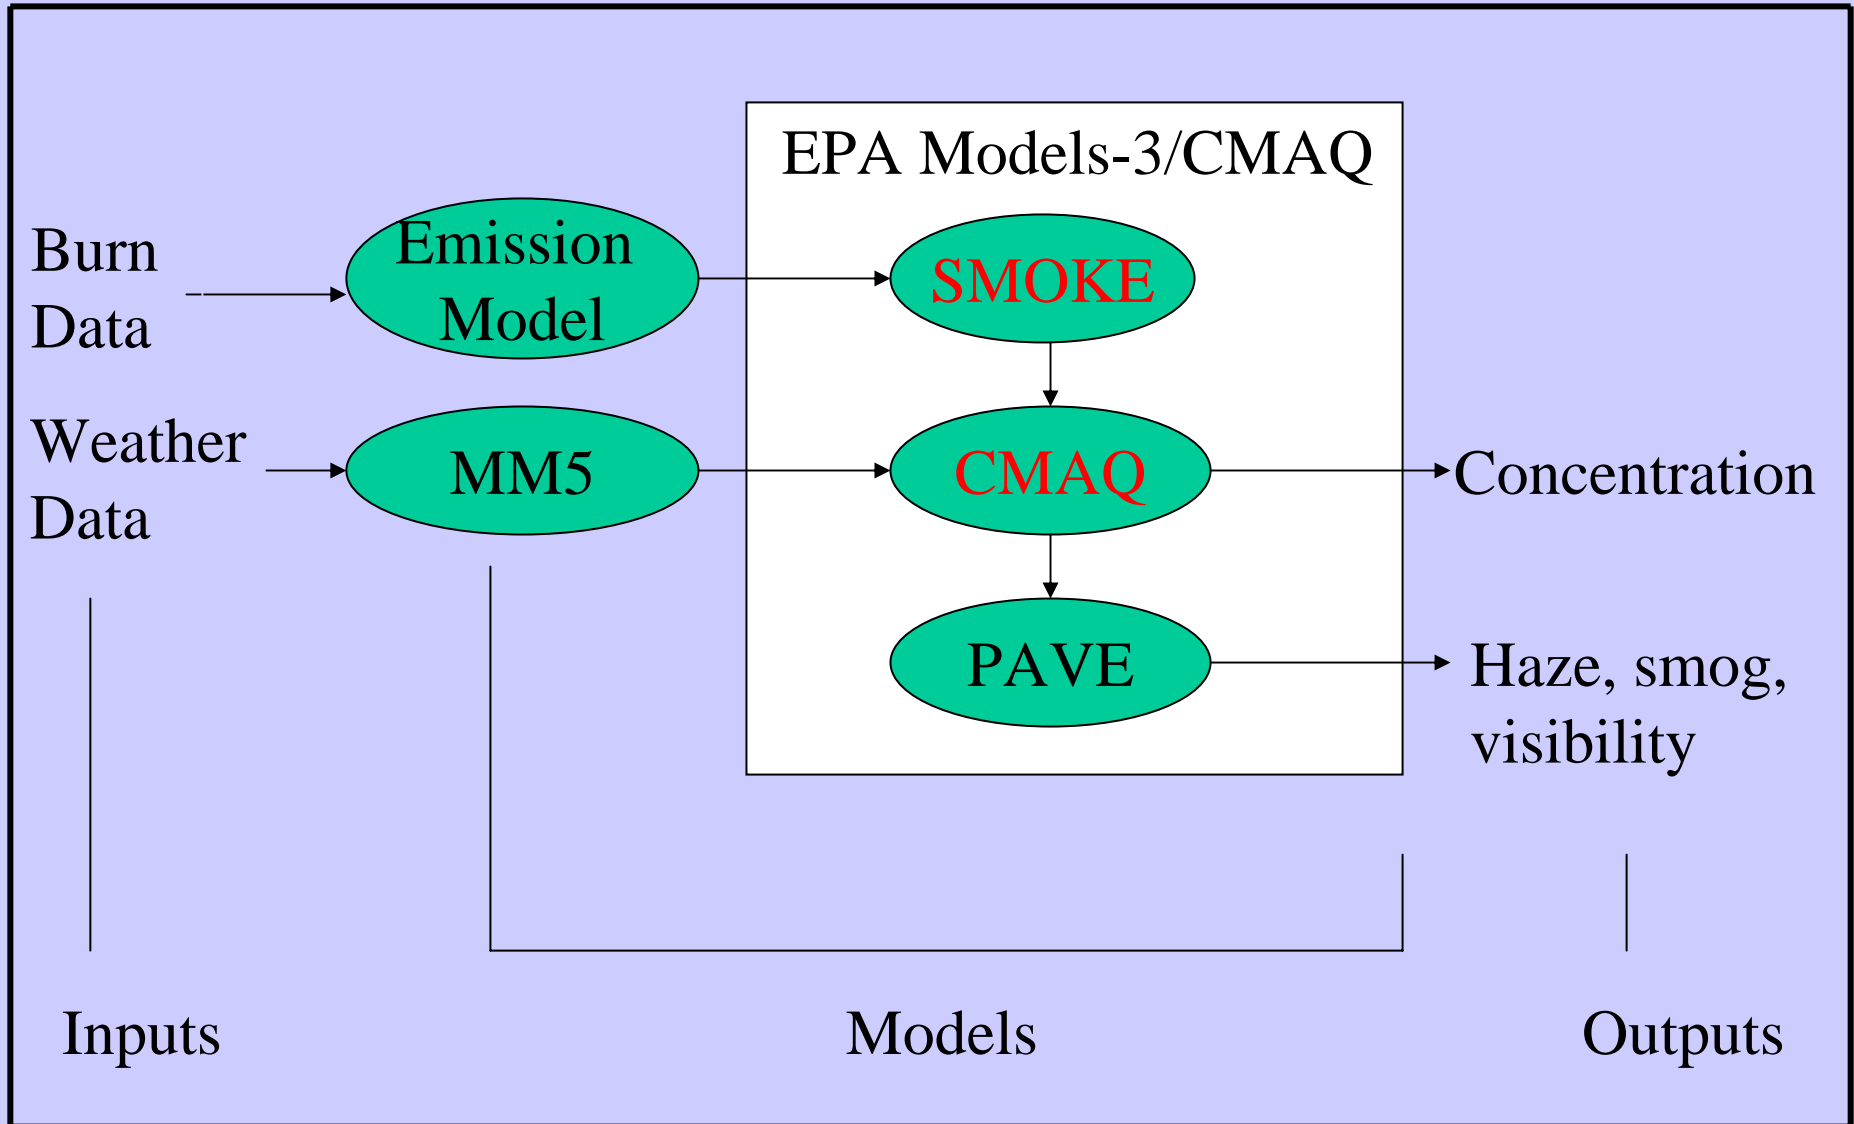 EPA Models-3/CMAQ
Burn
Data
Emission
Model
SMOKE
Weather
Data
MM5
CMAQ
Concentration
PAVE
Haze, smog,
visibility
Inputs
Models
Outputs